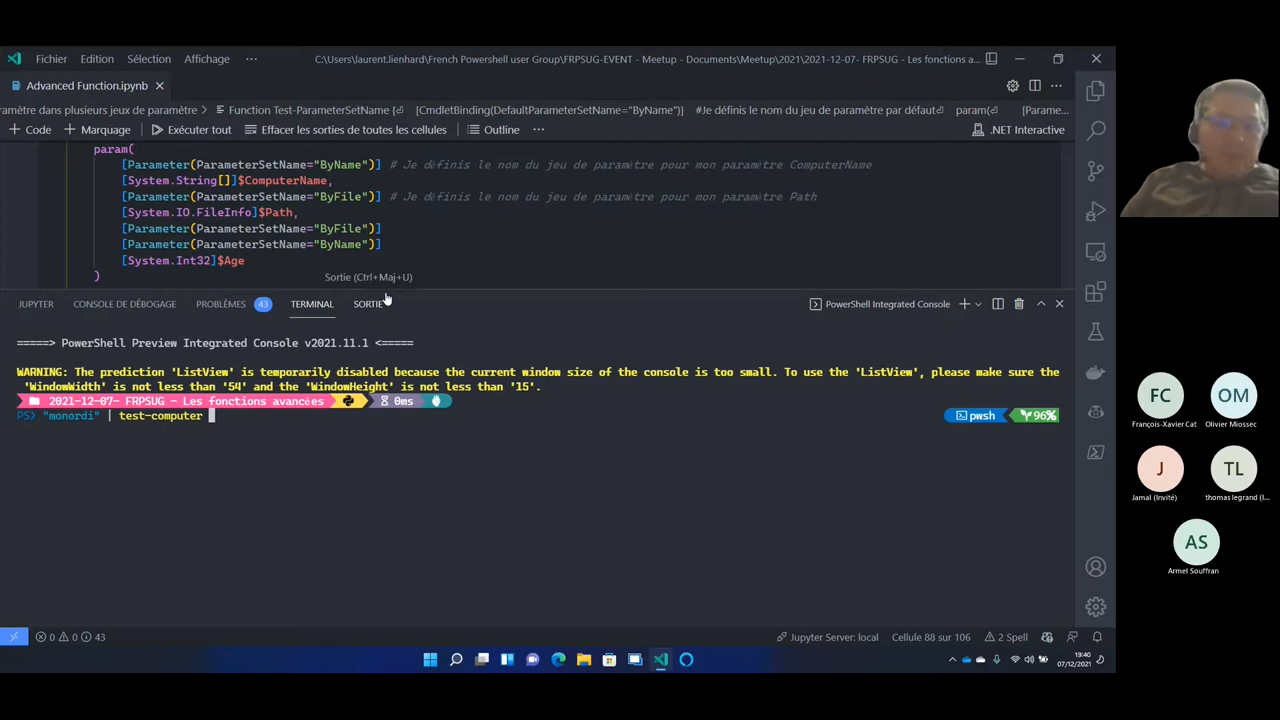 Fichier Edition Sélection Affichage ··· C:\Users\laurent.lienhard\French Powershell user Group\FRPSUG-EVENT - Meetup - Documents\Meetup\2021\2021-12-07- FRPSUG - Les fonctions a...
Advanced Function.ipynb
ramètre dans plusieurs jeux de paramètre > Function Test-ParameterSetName { [CmdletBinding(DefaultParameterSetName="ByName")] #Je définis le nom du jeu de paramètre par défaut param( [Parame...
+ Code + Marquage Exécuter tout Effacer les sorties de toutes les cellules Outline ··· .NET Interactive
param(
[Parameter(ParameterSetName="ByName")] # Je définis le nom du jeu de paramètre pour mon paramètre ComputerName
[System.String[]]$ComputerName,
[Parameter(ParameterSetName="ByFile")] # Je définis le nom du jeu de paramètre pour mon paramètre Path
[System.IO.FileInfo]$Path,
[Parameter(ParameterSetName="ByFile")]
[Parameter(ParameterSetName="ByName")]
[System.Int32]$Age
)
Sortie (Ctrl+Maj+U)
JUPYTER CONSOLE DE DÉBOGAGE PROBLÈMES 43 TERMINAL SORTIE PowerShell Integrated Console
=====> PowerShell Preview Integrated Console v2021.11.1 <=====
WARNING: The prediction 'ListView' is temporarily disabled because the current window size of the console is too small. To use the 'ListView', please make sure the
'WindowWidth' is not less than '54' and the 'WindowHeight' is not less than '15'.
2021-12-07- FRPSUG - Les fonctions avancées 0ms
PS> "monordi" | test-computer pwsh 96%
FC OM
François-Xavier Cat Olivier Miossec
J TL
Jamal (Invité) thomas legrand (I...
AS
Armel Souffran
0 0 43 Jupyter Server: local Cellule 88 sur 106 2 Spell
19:40
07/12/2021